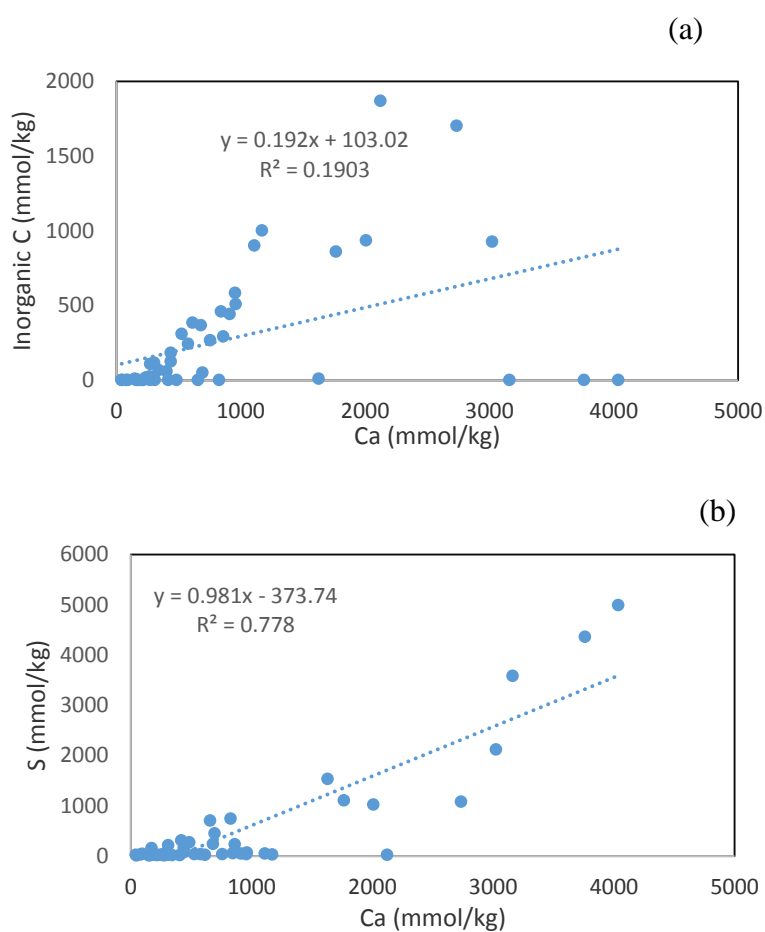 (a)
2000
1500
1000
500
0
Inorganic C (mmol/kg)
y = 0.192x + 103.02
R² = 0.1903
0 1000 2000 3000 4000 5000
Ca (mmol/kg)
(b)
6000
5000
4000
3000
2000
1000
0
S (mmol/kg)
y = 0.981x - 373.74
R² = 0.778
0 1000 2000 3000 4000 5000
Ca (mmol/kg)